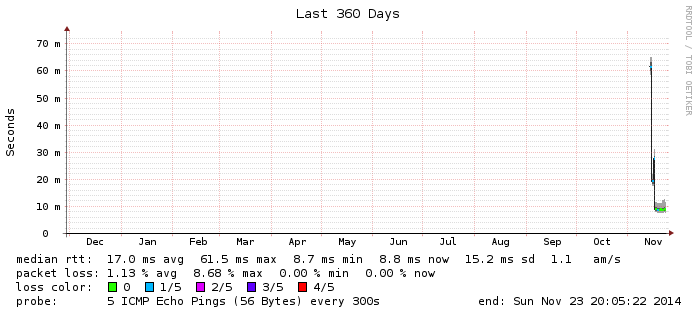 Last 360 Days
RRDTOOL / TOBI OETIKER
Seconds
70 m
60 m
50 m
40 m
30 m
20 m
10 m
0
Dec Jan Feb Mar Apr May Jun Jul Aug Sep Oct Nov
median rtt: 17.0 ms avg 61.5 ms max 8.7 ms min 8.8 ms now 15.2 ms sd 1.1 am/s
packet loss: 1.13 % avg 8.68 % max 0.00 % min 0.00 % now
loss color: 0 1/5 2/5 3/5 4/5
probe: 5 ICMP Echo Pings (56 Bytes) every 300s end: Sun Nov 23 20:05:22 2014